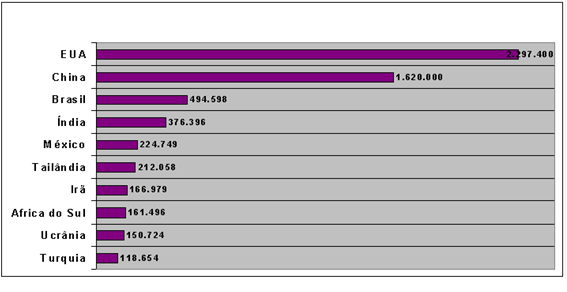 EUA 2.297.400
China 1.620.000
Brasil 494.598
Índia 376.396
México 224.749
Tailândia 212.058
Irã 166.979
Africa do Sul 161.496
Ucrânia 150.724
Turquia 118.654